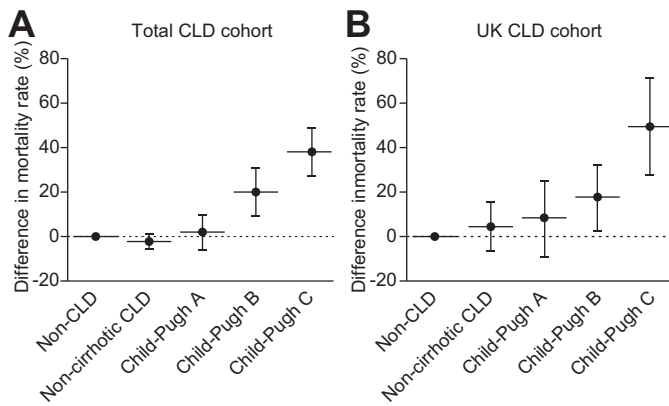 A
Total CLD cohort
Difference in mortality rate (%)
80
60
40
20
0
-20
Non-CLD
Non-cirrhotic CLD
Child-Pugh A
Child-Pugh B
Child-Pugh C
B
UK CLD cohort
Difference inmortality rate (%)
80
60
40
20
0
-20
Non-CLD
Non-cirrhotic CLD
Child-Pugh A
Child-Pugh B
Child-Pugh C